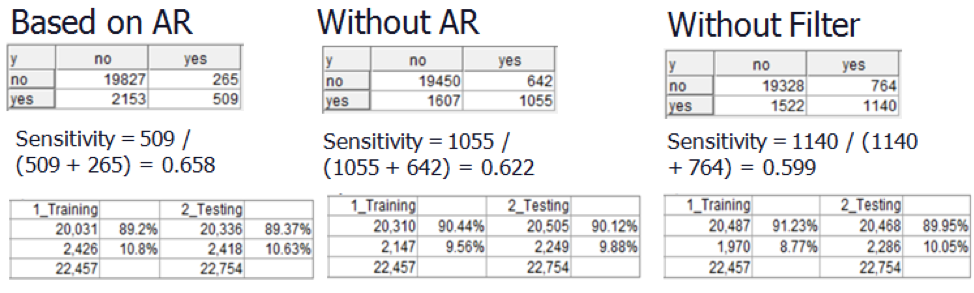 Based on AR
y no yes
no 19827 265
yes 2153 509
Sensitivity = 509 /
(509 + 265) = 0.658
1_Training 2_Testing
20,031 89.2% 20,336 89.37%
2,426 10.8% 2,418 10.63%
22,457 22,754
Without AR
y no yes
no 19450 642
yes 1607 1055
Sensitivity = 1055 /
(1055 + 642) = 0.622
1_Training 2_Testing
20,310 90.44% 20,505 90.12%
2,147 9.56% 2,249 9.88%
22,457 22,754
Without Filter
y no yes
no 19328 764
yes 1522 1140
Sensitivity = 1140 / (1140
+ 764) = 0.599
1_Training 2_Testing
20,487 91.23% 20,468 89.95%
1,970 8.77% 2,286 10.05%
22,457 22,754